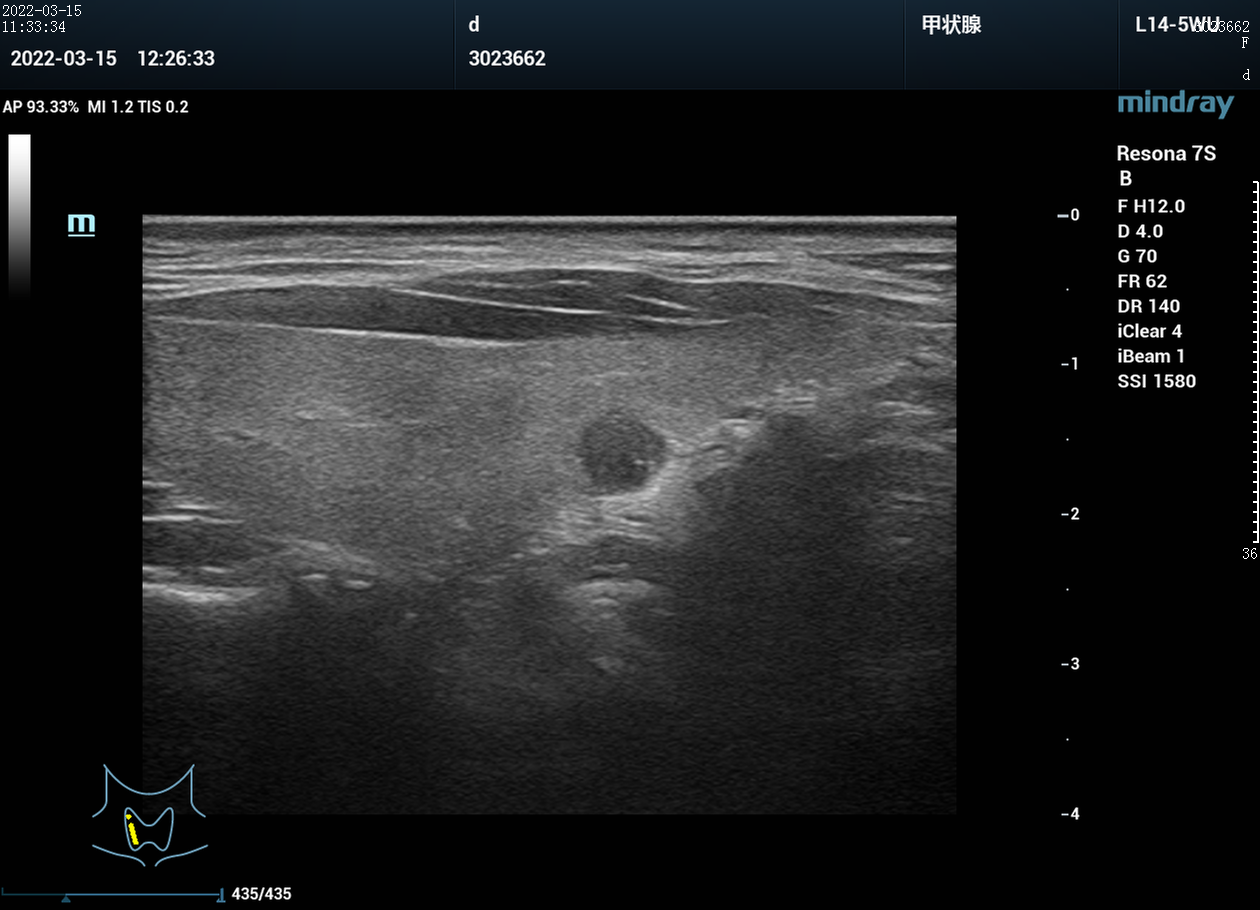 2022-03-15
11:33:34
2022-03-15 12:26:33
d
3023662
甲状腺
L14-5WU
3023662
F
d
AP 93.33% MI 1.2 TIS 0.2
mindray
Resona 7S
B
F H12.0
D 4.0
G 70
FR 62
DR 140
iClear 4
iBeam 1
SSI 1580
m
0
1
2
3
4
36
435/435